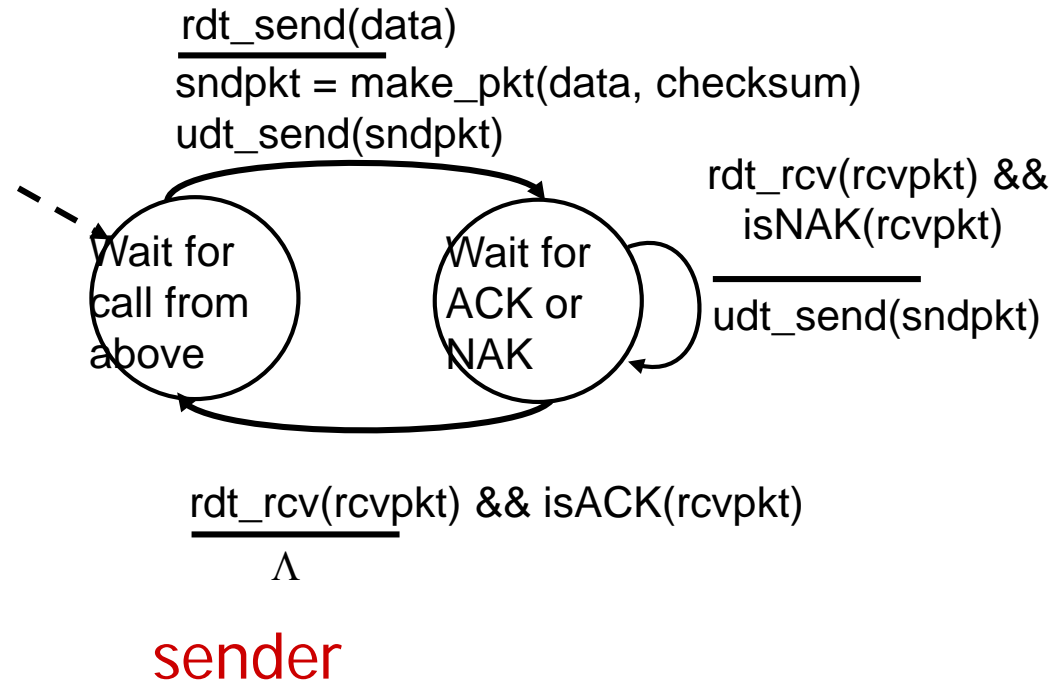 rdt_send(data)
sndpkt = make_pkt(data, checksum)
udt_send(sndpkt)
rdt_rcv(rcvpkt) &&
isNAK(rcvpkt)
udt_send(sndpkt)
Wait for
call from
above
Wait for
ACK or
NAK
rdt_rcv(rcvpkt) && isACK(rcvpkt)
Λ
sender